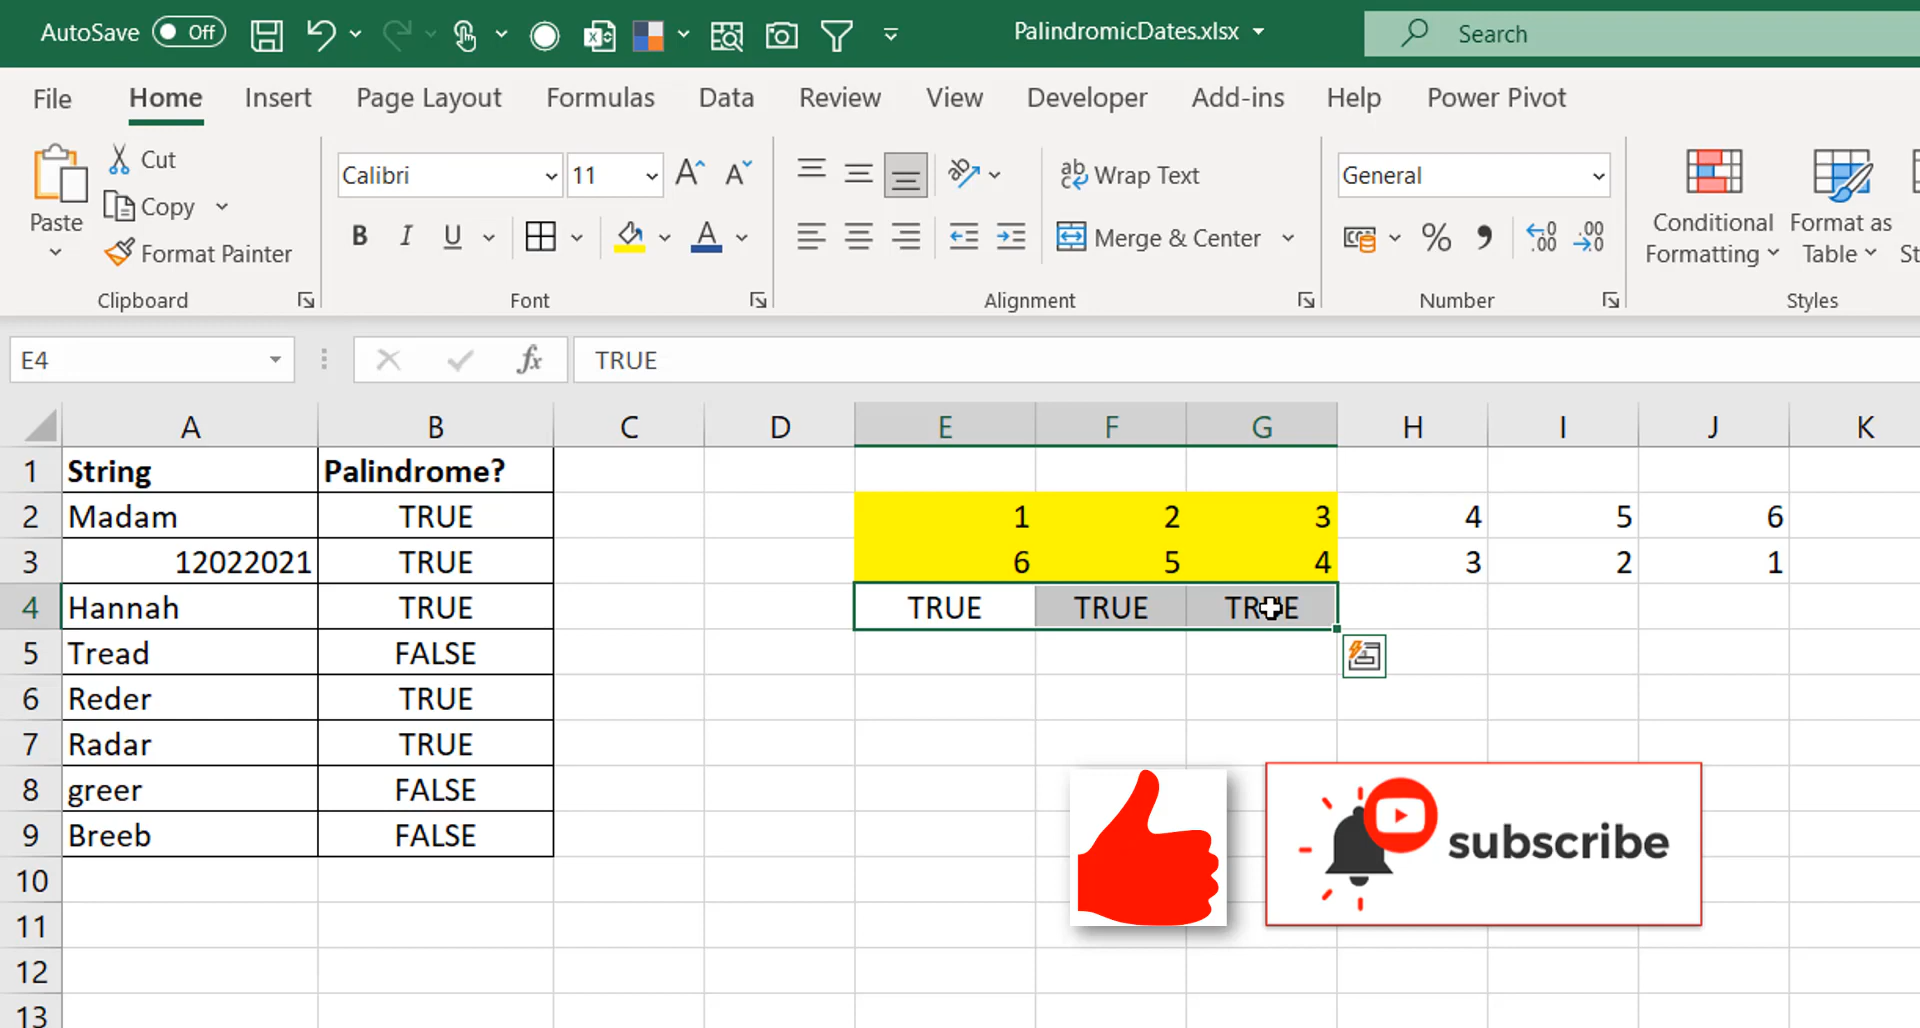 AutoSave Off PalindromicDates.xlsx Search
File Home Insert Page Layout Formulas Data Review View Developer Add-ins Help Power Pivot
Paste
Cut
Copy
Format Painter
Clipboard
Calibri 11
B I U A
Font
ab Wrap Text
Merge & Center
Alignment
General
% ,
Number
Conditional Formatting
Format as Table
St
Styles
E4 fx TRUE
A B C D E F G H I J K
1 String Palindrome?
2 Madam TRUE 1 2 3 4 5 6
3 12022021 TRUE 6 5 4 3 2 1
4 Hannah TRUE TRUE TRUE TRUE
5 Tread FALSE
6 Reder TRUE
7 Radar TRUE
8 greer FALSE
9 Breeb FALSE
10
11
12
13
subscribe